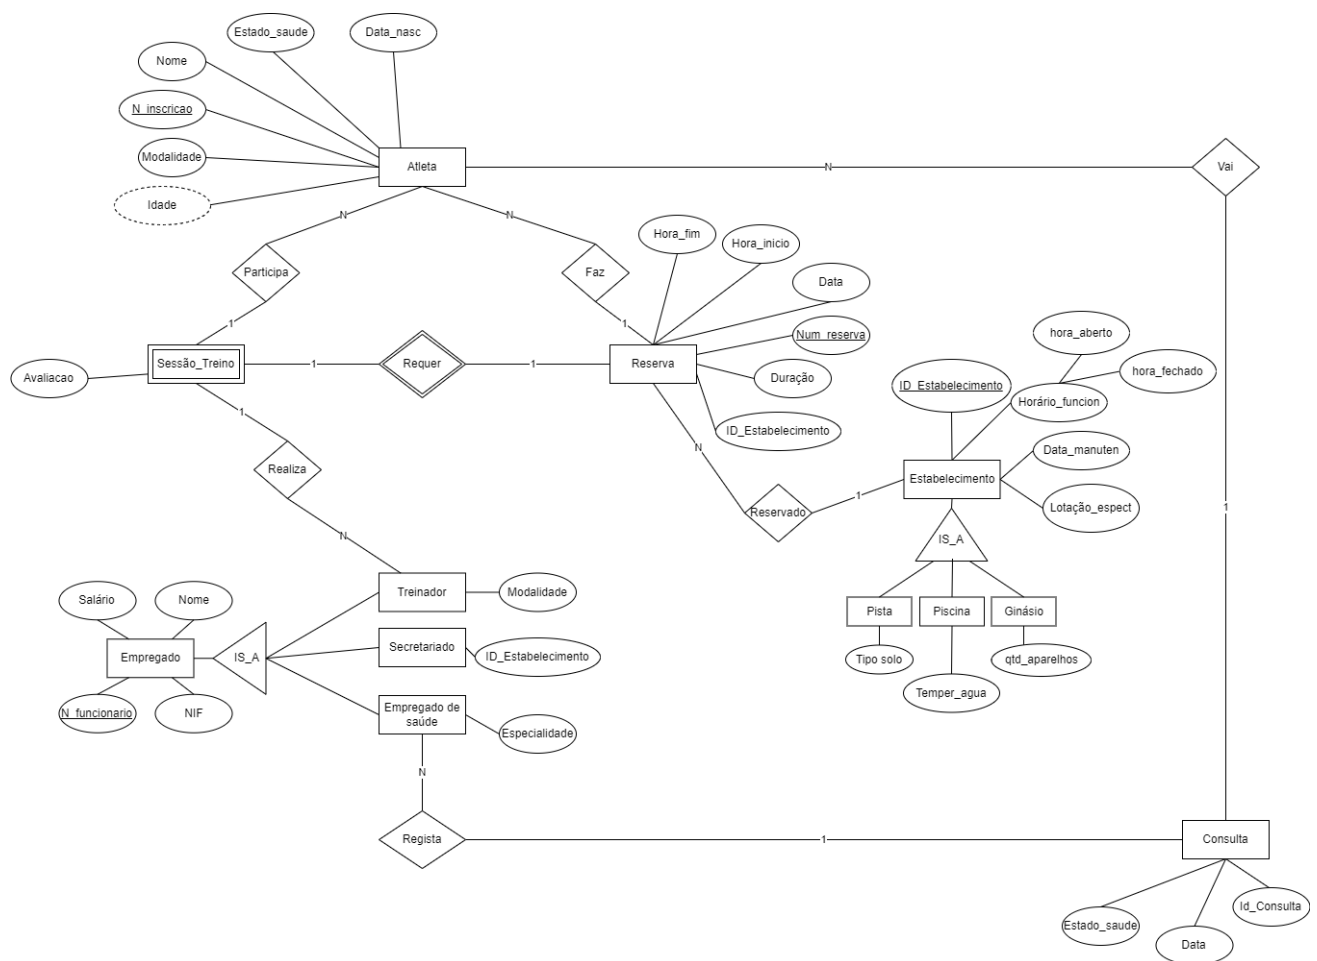 Estado_saude
Data_nasc
Nome
N_inscricao
Modalidade
Idade
Atleta
N
Vai
N
N
Participa
Faz
Hora_fim
Hora_inicio
Data
Num_reserva
Duração
ID_Estabelecimento
1
1
Sessão_Treino
1
Requer
1
Reserva
Avaliacao
hora_aberto
hora_fechado
ID_Estabelecimento
Horário_funcion
Data_manuten
Lotação_espect
Estabelecimento
1
Realiza
N
N
Reservado
1
1
IS_A
Pista
Piscina
Ginásio
Tipo solo
Temper_agua
qtd_aparelhos
Treinador
Modalidade
Salário
Nome
Empregado
IS_A
Secretariado
ID_Estabelecimento
N_funcionario
NIF
Empregado de
saúde
Especialidade
N
Regista
1
Consulta
Estado_saude
Data
Id_Consulta